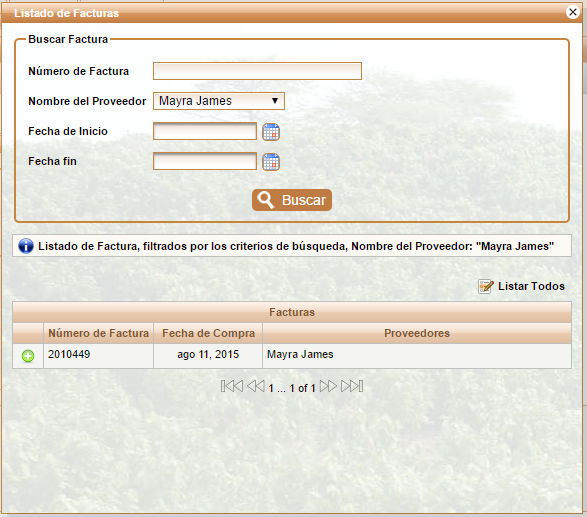 Listado de Facturas
Buscar Factura
Número de Factura
Nombre del Proveedor Mayra James
Fecha de Inicio
Fecha fin
Buscar
Listado de Factura, filtrados por los criterios de búsqueda, Nombre del Proveedor: "Mayra James"
Listar Todos
Facturas
Número de Factura Fecha de Compra Proveedores
2010449 ago 11, 2015 Mayra James
1 ... 1 of 1